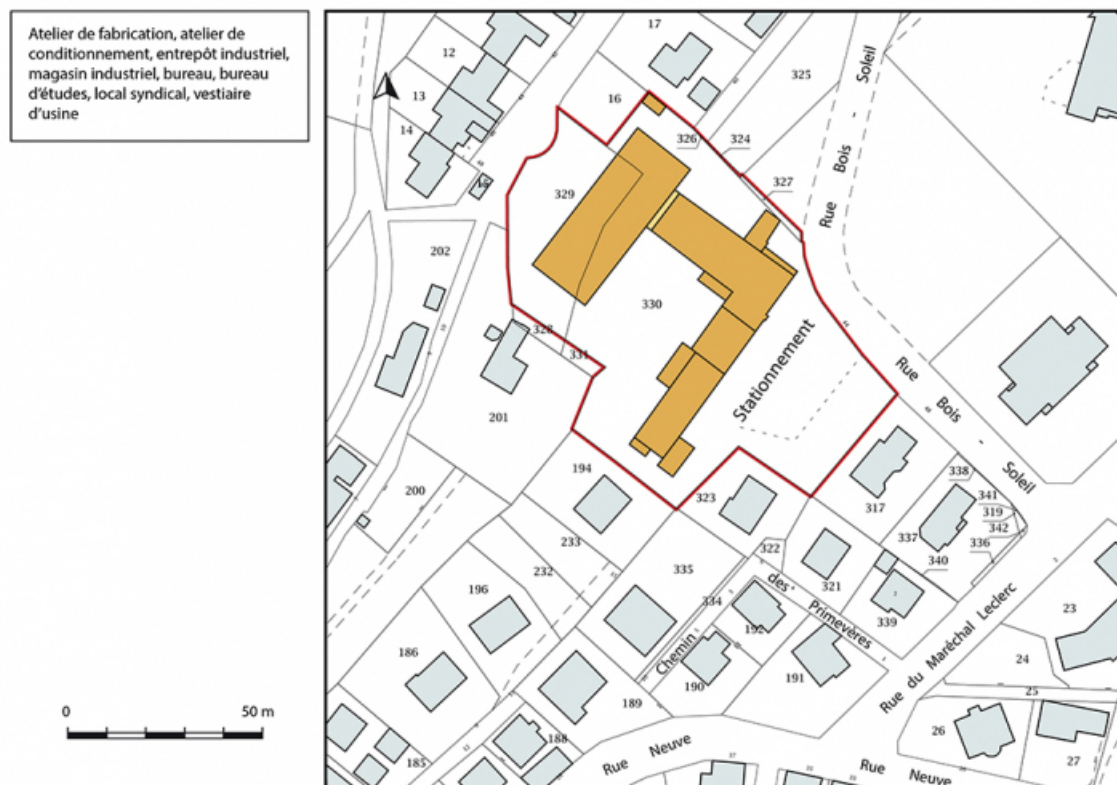 Atelier de fabrication, atelier de
conditionnement, entrepôt industriel,
magasin industriel, bureau, bureau
d'études, local syndical, vestiaire
d'usine
17
12
325
Soleil
-
Bois
Rue
13
16
14
326
324
327
329
202
330
328
331
Stationnement
201
Rue
Bois
-
Soleil
194
323
338
341
319
342
317
200
337
336
233
322
340
335
321
232
des
334
192
Primevères
339
196
Chemin
23
186
Rue du Maréchal Leclerc
190
191
24
25
189
26
188
27
185
Rue Neuve
Rue Neuve
0
50 m